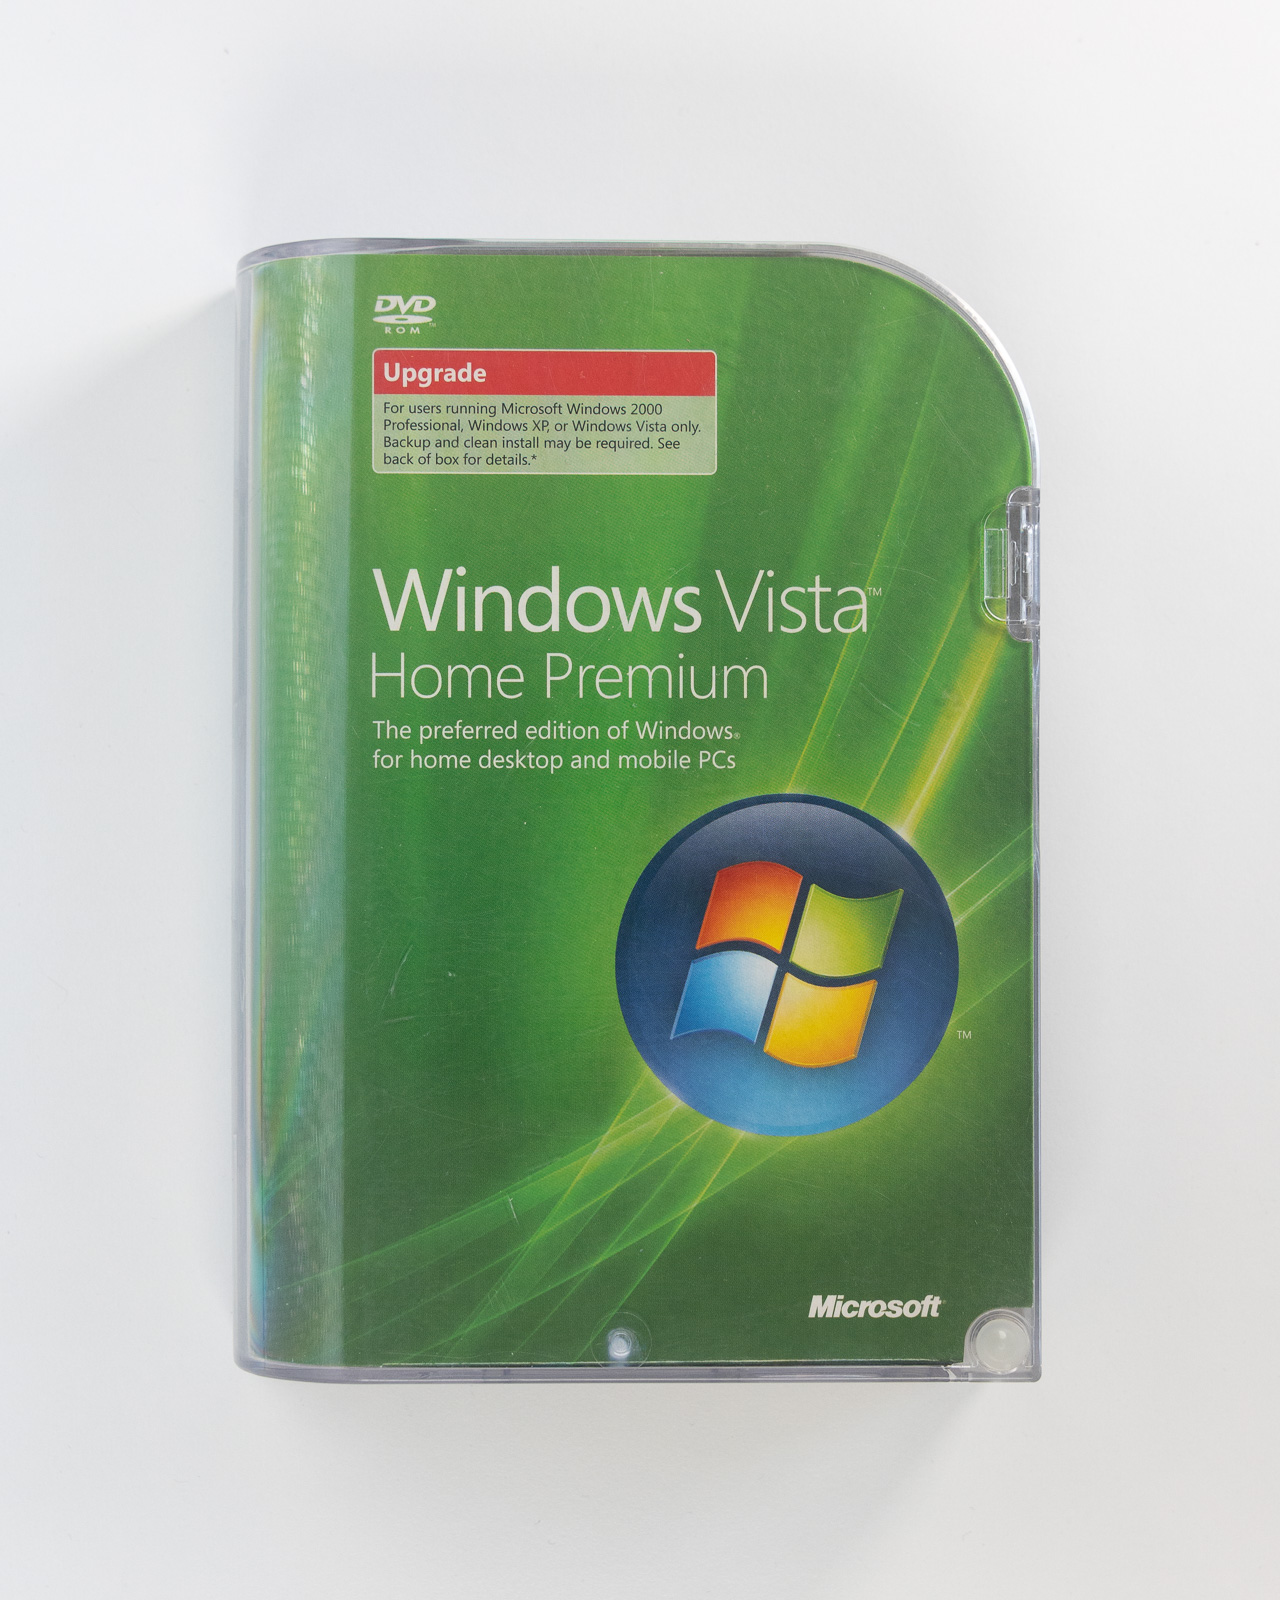 DVD
ROM™
Upgrade
For users running Microsoft Windows 2000
Professional, Windows XP, or Windows Vista only.
Backup and clean install may be required. See
back of box for details.*
Windows Vista™
Home Premium
The preferred edition of Windows®
for home desktop and mobile PCs
™
Microsoft